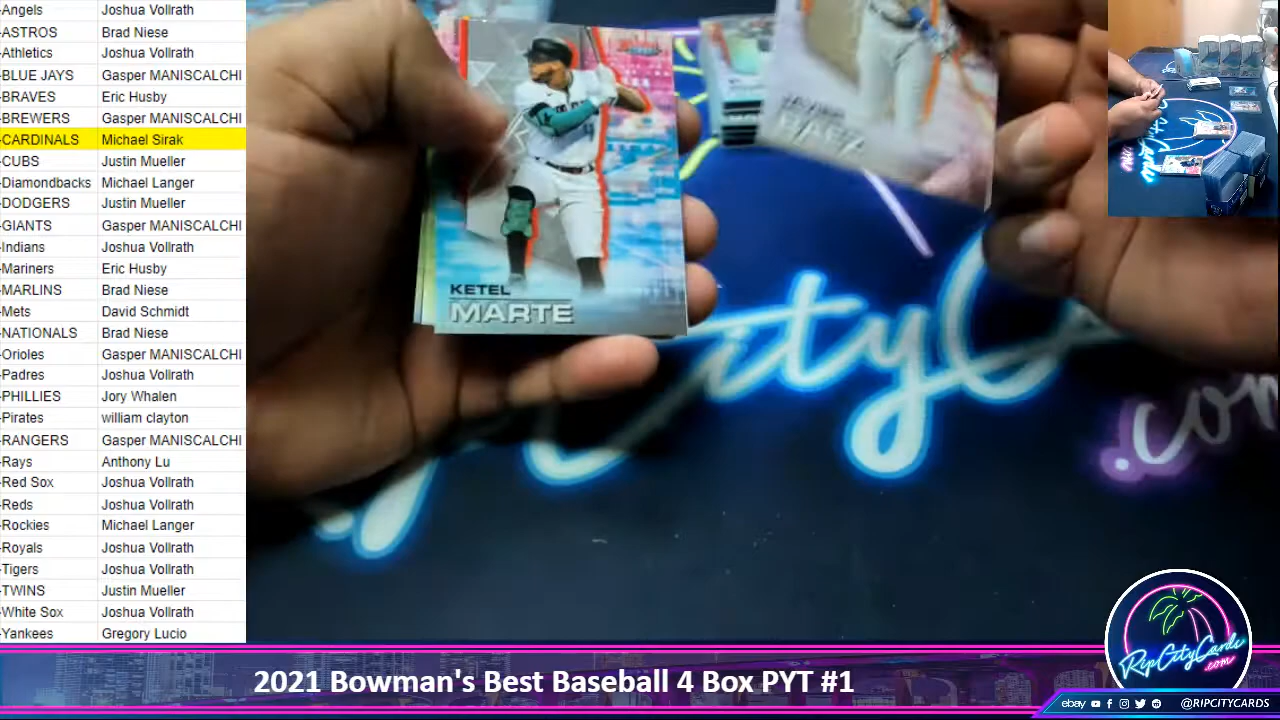 -Angels Joshua Vollrath
-ASTROS Brad Niese
-Athletics Joshua Vollrath
-BLUE JAYS Gasper MANISCALCHI
-BRAVES Eric Husby
-BREWERS Gasper MANISCALCHI
-CARDINALS Michael Sirak
-CUBS Justin Mueller
-Diamondbacks Michael Langer
-DODGERS Justin Mueller
-GIANTS Gasper MANISCALCHI
-Indians Joshua Vollrath
-Mariners Eric Husby
-MARLINS Brad Niese
-Mets David Schmidt
-NATIONALS Brad Niese
-Orioles Gasper MANISCALCHI
-Padres Joshua Vollrath
-PHILLIES Jory Whalen
-Pirates william clayton
-RANGERS Gasper MANISCALCHI
-Rays Anthony Lu
-Red Sox Joshua Vollrath
-Reds Joshua Vollrath
-Rockies Michael Langer
-Royals Joshua Vollrath
-Tigers Joshua Vollrath
-TWINS Justin Mueller
-White Sox Joshua Vollrath
-Yankees Gregory Lucio
KETEL
MARTE
ityC
.com
RipCityCards
.com
2021 Bowman's Best Baseball 4 Box PYT #1
ebay @RIPCITYCARDS